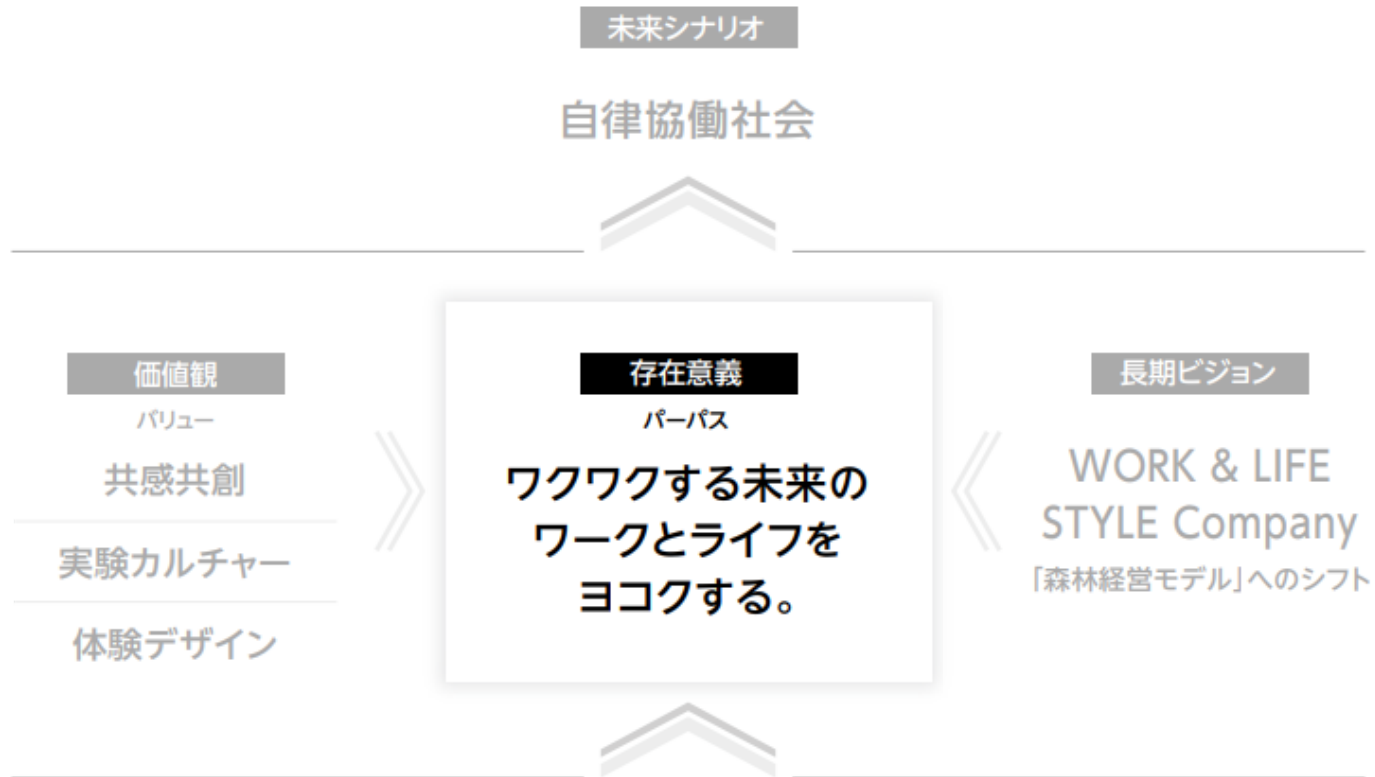 未来シナリオ
自律協働社会
価値観
バリュー
共感共創
実験カルチャー
体験デザイン
存在意義
パーパス
ワクワクする未来の
ワークとライフを
ヨコクする。
長期ビジョン
WORK & LIFE
STYLE Company
「森林経営モデル」へのシフト